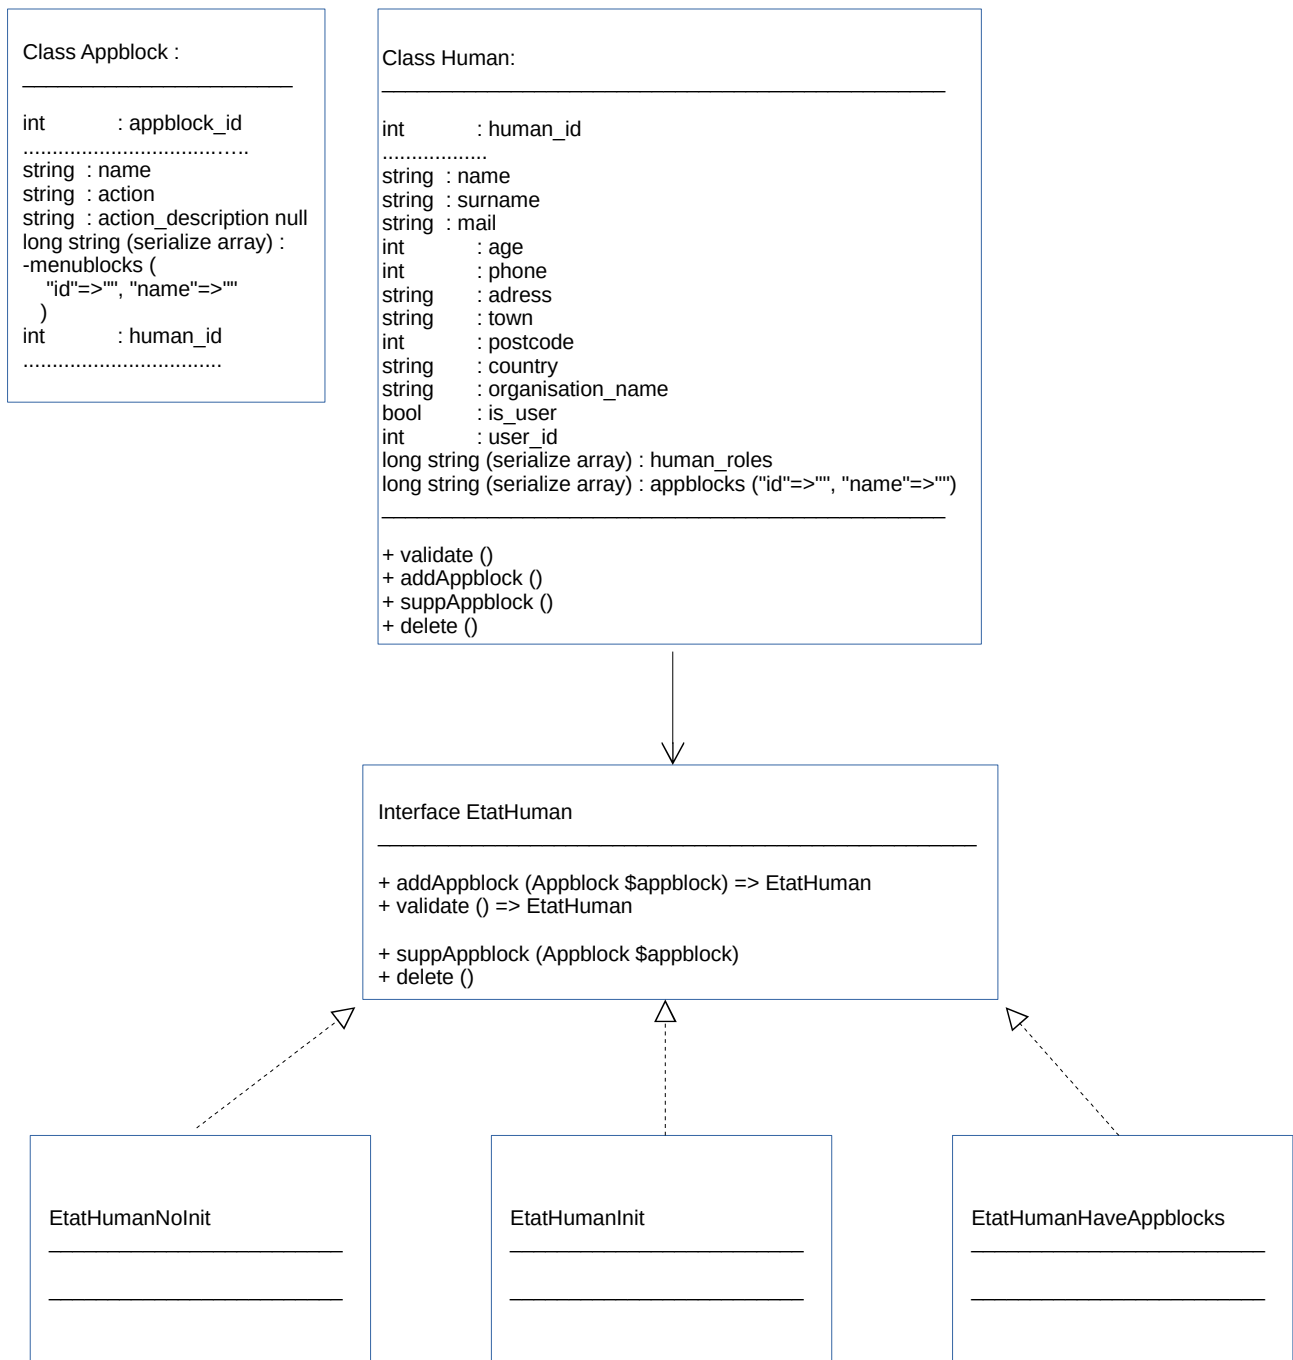 Class Appblock :
int : appblock_id
......................................
string : name
string : action
string : action_description null
long string (serialize array) :
-menublocks (
"id"=>"", "name"=>""
)
int : human_id
..................................
Class Human:
int : human_id
..................
string : name
string : surname
string : mail
int : age
int : phone
string : adress
string : town
int : postcode
string : country
string : organisation_name
bool : is_user
int : user_id
long string (serialize array) : human_roles
long string (serialize array) : appblocks ("id"=>"", "name"=>"")
+ validate ()
+ addAppblock ()
+ suppAppblock ()
+ delete ()
Interface EtatHuman
+ addAppblock (Appblock $appblock) => EtatHuman
+ validate () => EtatHuman
+ suppAppblock (Appblock $appblock)
+ delete ()
EtatHumanNoInit
EtatHumanInit
EtatHumanHaveAppblocks